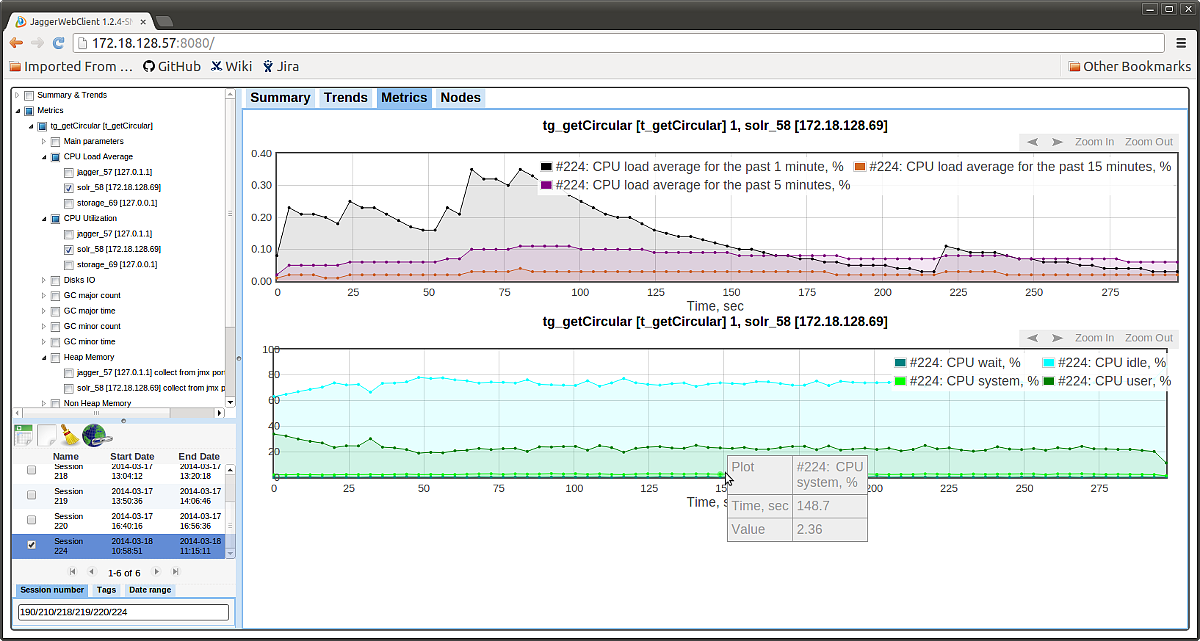 JaggerWebClient 1.2.4-SN
172.18.128.57:8080/
Imported From ... GitHub Wiki Jira Other Bookmarks
Summary & Trends
Metrics
tg_getCircular [t_getCircular]
Main parameters
CPU Load Average
jagger_57 [127.0.1.1]
solr_58 [172.18.128.69]
storage_69 [127.0.0.1]
CPU Utilization
jagger_57 [127.0.1.1]
solr_58 [172.18.128.69]
storage_69 [127.0.0.1]
Disks IO
GC major count
GC major time
GC minor count
GC minor time
Heap Memory
jagger_57 [127.0.1.1] collect from jmx port
solr_58 [172.18.128.69] collect from jmx p
Non Heap Memory
Name Start Date End Date
Session 218 2014-03-17 13:04:12 2014-03-17 13:20:18
Session 219 2014-03-17 13:50:36 2014-03-17 14:06:46
Session 220 2014-03-17 16:40:16 2014-03-17 16:56:36
Session 224 2014-03-18 10:58:51 2014-03-18 11:15:11
1-6 of 6
Session number Tags Date range
190/210/218/219/220/224
Summary Trends Metrics Nodes
tg_getCircular [t_getCircular] 1, solr_58 [172.18.128.69]
Zoom In Zoom Out
#224: CPU load average for the past 1 minute, % #224: CPU load average for the past 15 minutes, %
#224: CPU load average for the past 5 minutes, %
0.40
0.30
0.20
0.10
0.00
0 25 50 75 100 125 150 175 200 225 250 275
Time, sec
tg_getCircular [t_getCircular] 1, solr_58 [172.18.128.69]
Zoom In Zoom Out
#224: CPU wait, % #224: CPU idle, %
#224: CPU system, % #224: CPU user, %
100
80
60
40
20
0
0 25 50 75 100 125 15 200 225 250 275
Time, s
Plot #224: CPU system, %
Time, sec 148.7
Value 2.36